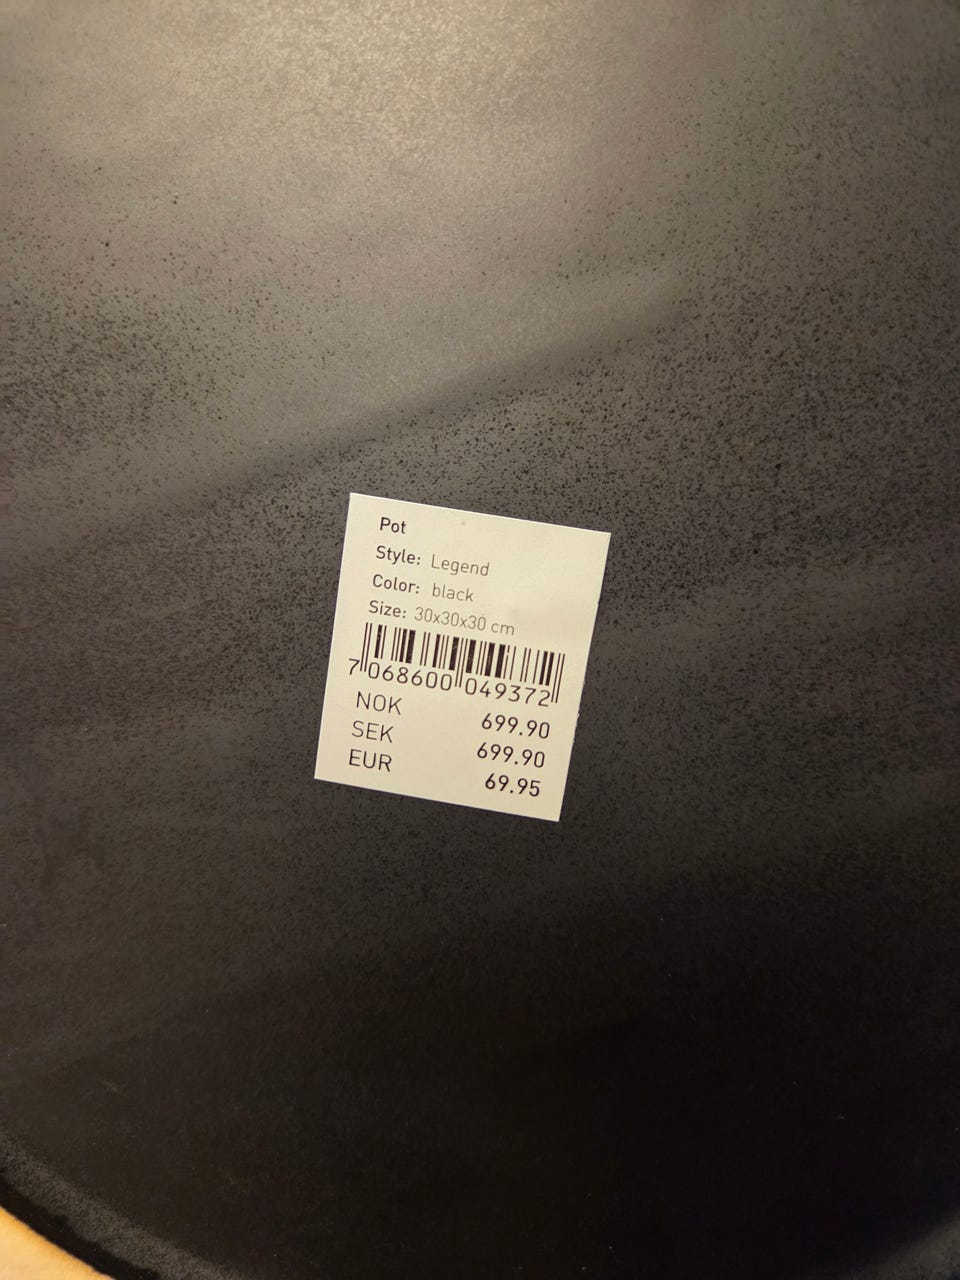 Pot
Style: Legend
Color: black
Size: 30x30x30 cm
7 068600 049372
NOK 699.90
SEK 699.90
EUR 69.95